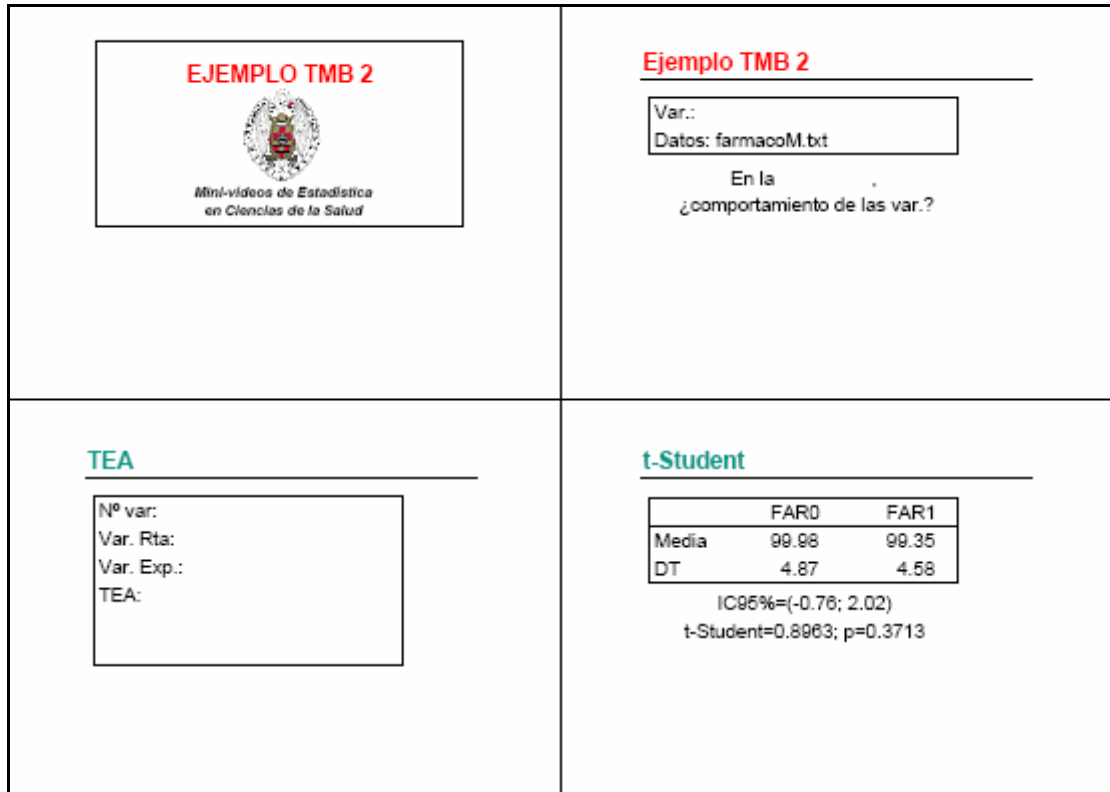 EJEMPLO TMB 2
Mini-vídeos de Estadística
en Ciencias de la Salud
Ejemplo TMB 2
Var.:
Datos: farmacoM.txt
En la ,
¿comportamiento de las var.?
TEA
Nº var:
Var. Rta:
Var. Exp.:
TEA:
t-Student
FAR0 FAR1
Media 99.98 99.35
DT 4.87 4.58
IC95%=(-0.76; 2.02)
t-Student=0.8963; p=0.3713